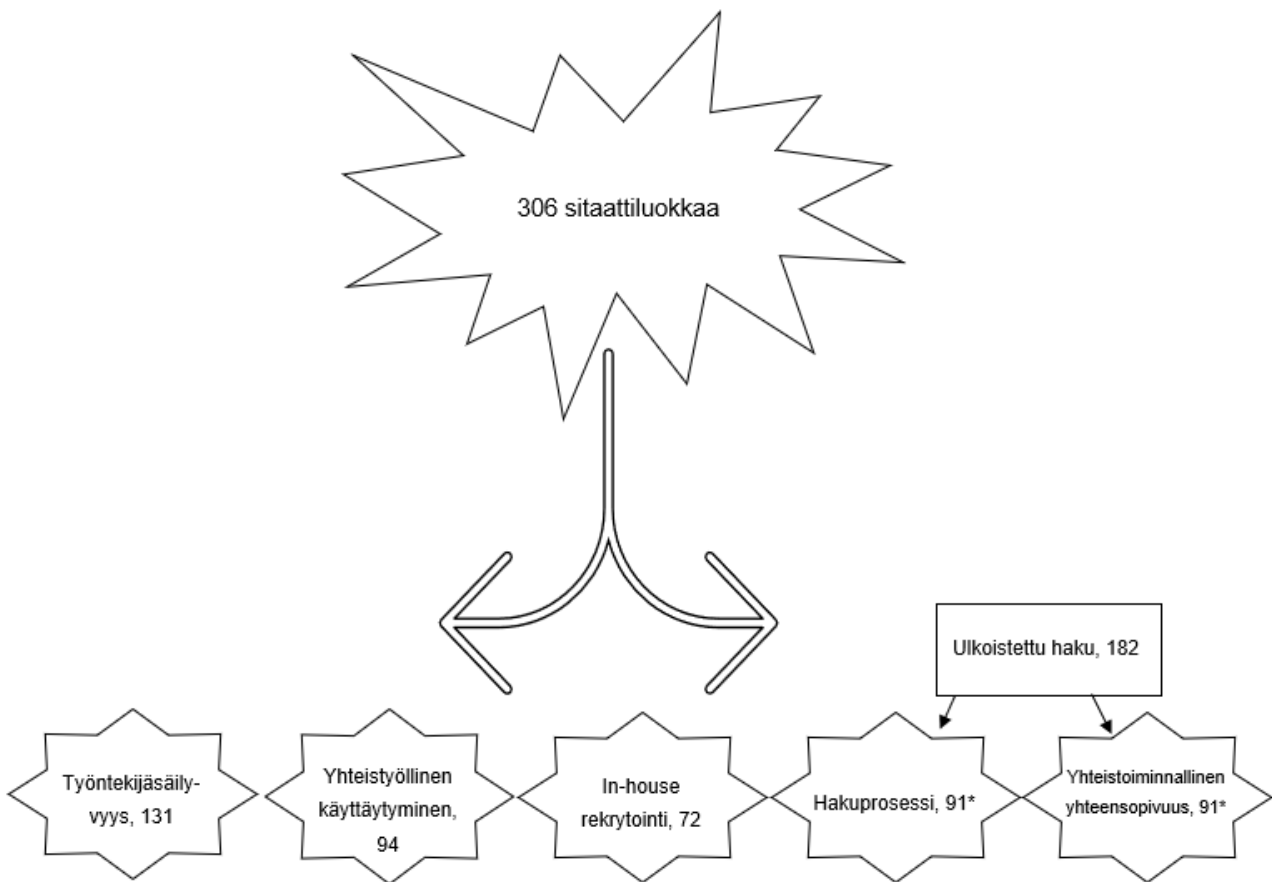 306 sitaattiluokkaa
Ulkoistettu haku, 182
Työntekijäsäily-
vyys, 131
Yhteistyöllinen
käyttäytyminen,
94
In-house
rekrytointi, 72
Hakuprosessi, 91*
Yhteistoiminnallinen
yhteensopivuus, 91*